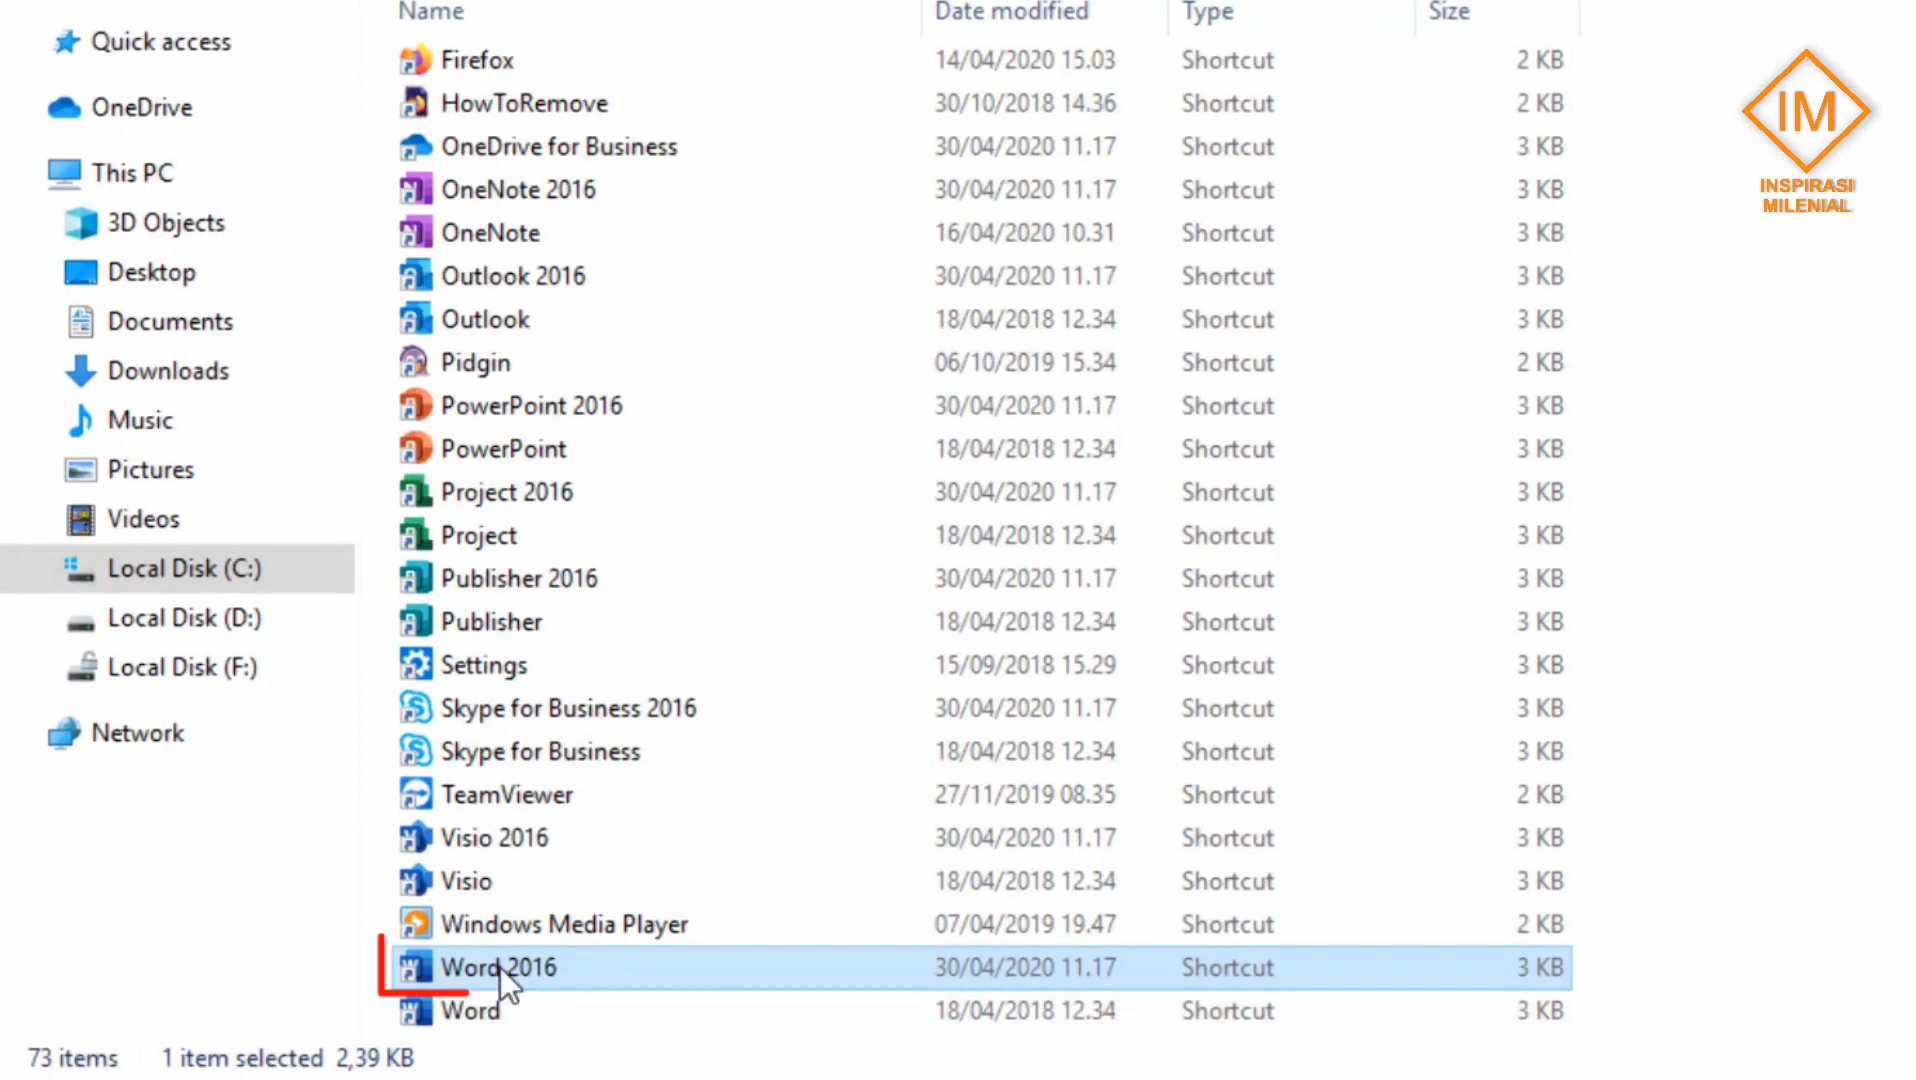 Name Date modified Type Size
Quick access
OneDrive
This PC
3D Objects
Desktop
Documents
Downloads
Music
Pictures
Videos
Local Disk (C:)
Local Disk (D:)
Local Disk (F:)
Network
Firefox 14/04/2020 15.03 Shortcut 2 KB
HowToRemove 30/10/2018 14.36 Shortcut 2 KB
OneDrive for Business 30/04/2020 11.17 Shortcut 3 KB
OneNote 2016 30/04/2020 11.17 Shortcut 3 KB
OneNote 16/04/2020 10.31 Shortcut 3 KB
Outlook 2016 30/04/2020 11.17 Shortcut 3 KB
Outlook 18/04/2018 12.34 Shortcut 3 KB
Pidgin 06/10/2019 15.34 Shortcut 2 KB
PowerPoint 2016 30/04/2020 11.17 Shortcut 3 KB
PowerPoint 18/04/2018 12.34 Shortcut 3 KB
Project 2016 30/04/2020 11.17 Shortcut 3 KB
Project 18/04/2018 12.34 Shortcut 3 KB
Publisher 2016 30/04/2020 11.17 Shortcut 3 KB
Publisher 18/04/2018 12.34 Shortcut 3 KB
Settings 15/09/2018 15.29 Shortcut 3 KB
Skype for Business 2016 30/04/2020 11.17 Shortcut 3 KB
Skype for Business 18/04/2018 12.34 Shortcut 3 KB
TeamViewer 27/11/2019 08.35 Shortcut 2 KB
Visio 2016 30/04/2020 11.17 Shortcut 3 KB
Visio 18/04/2018 12.34 Shortcut 3 KB
Windows Media Player 07/04/2019 19.47 Shortcut 2 KB
Word 2016 30/04/2020 11.17 Shortcut 3 KB
Word 18/04/2018 12.34 Shortcut 3 KB
73 items 1 item selected 2,39 KB
IM
INSPIRASI
MILENIAL